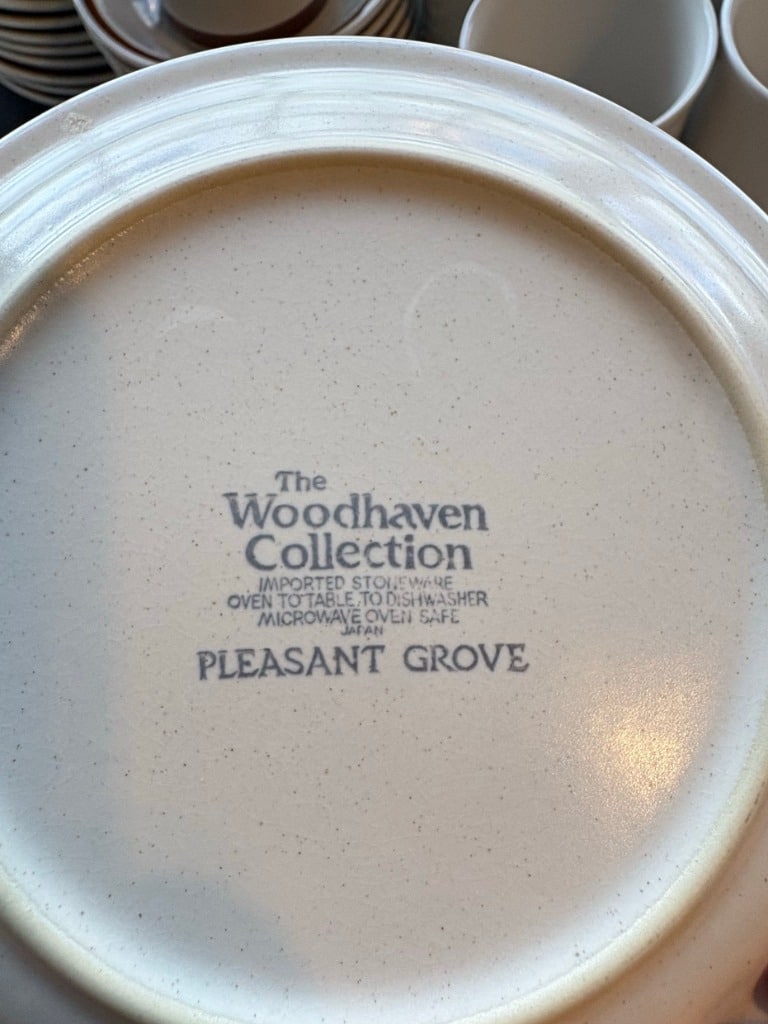 The
Woodhaven
Collection
IMPORTED STONEWARE
OVEN TO TABLE TO DISHWASHER
MICROWAVE OVEN SAFE
JAPAN
PLEASANT GROVE